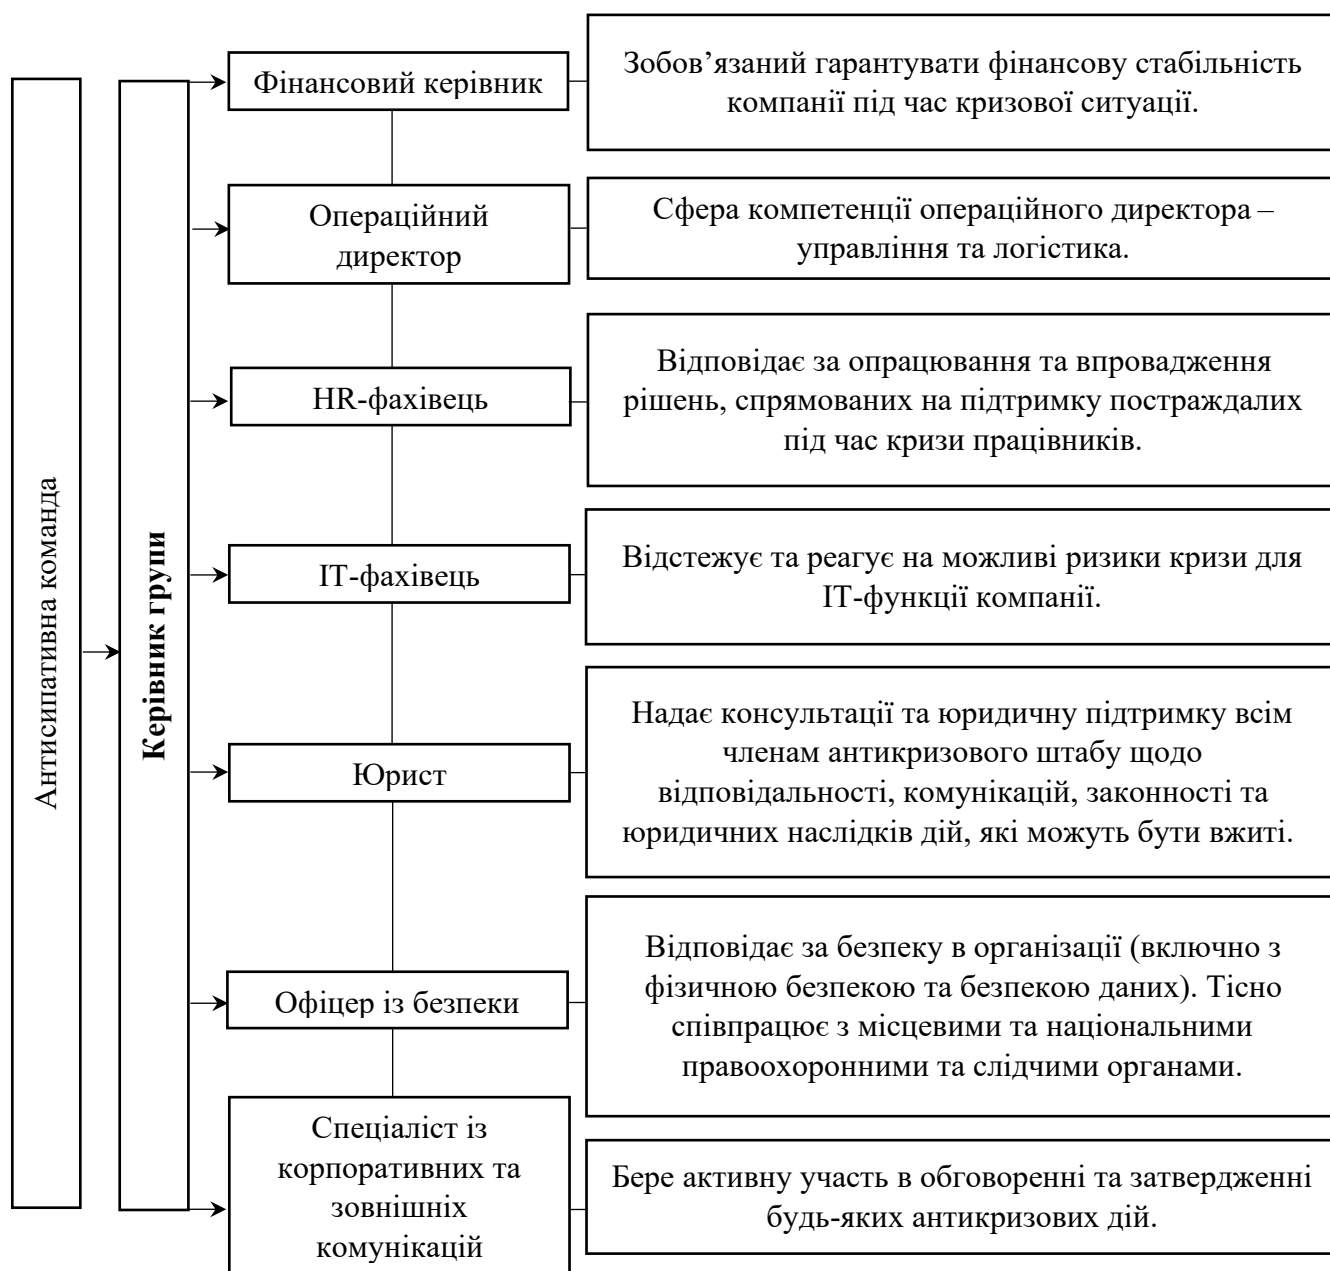 Антисипативна команда
Керівник групи
Фінансовий керівник
Зобов’язаний гарантувати фінансову стабільність
компанії під час кризової ситуації.
Операційний
директор
Сфера компетенції операційного директора –
управління та логістика.
HR-фахівець
Відповідає за опрацювання та впровадження
рішень, спрямованих на підтримку постраждалих
під час кризи працівників.
ІТ-фахівець
Відстежує та реагує на можливі ризики кризи для
ІТ-функції компанії.
Юрист
Надає консультації та юридичну підтримку всім
членам антикризового штабу щодо
відповідальності, комунікацій, законності та
юридичних наслідків дій, які можуть бути вжиті.
Офіцер із безпеки
Відповідає за безпеку в організації (включно з
фізичною безпекою та безпекою даних). Тісно
співпрацює з місцевими та національними
правоохоронними та слідчими органами.
Спеціаліст із
корпоративних та
зовнішніх
комунікацій
Бере активну участь в обговоренні та затвердженні
будь-яких антикризових дій.